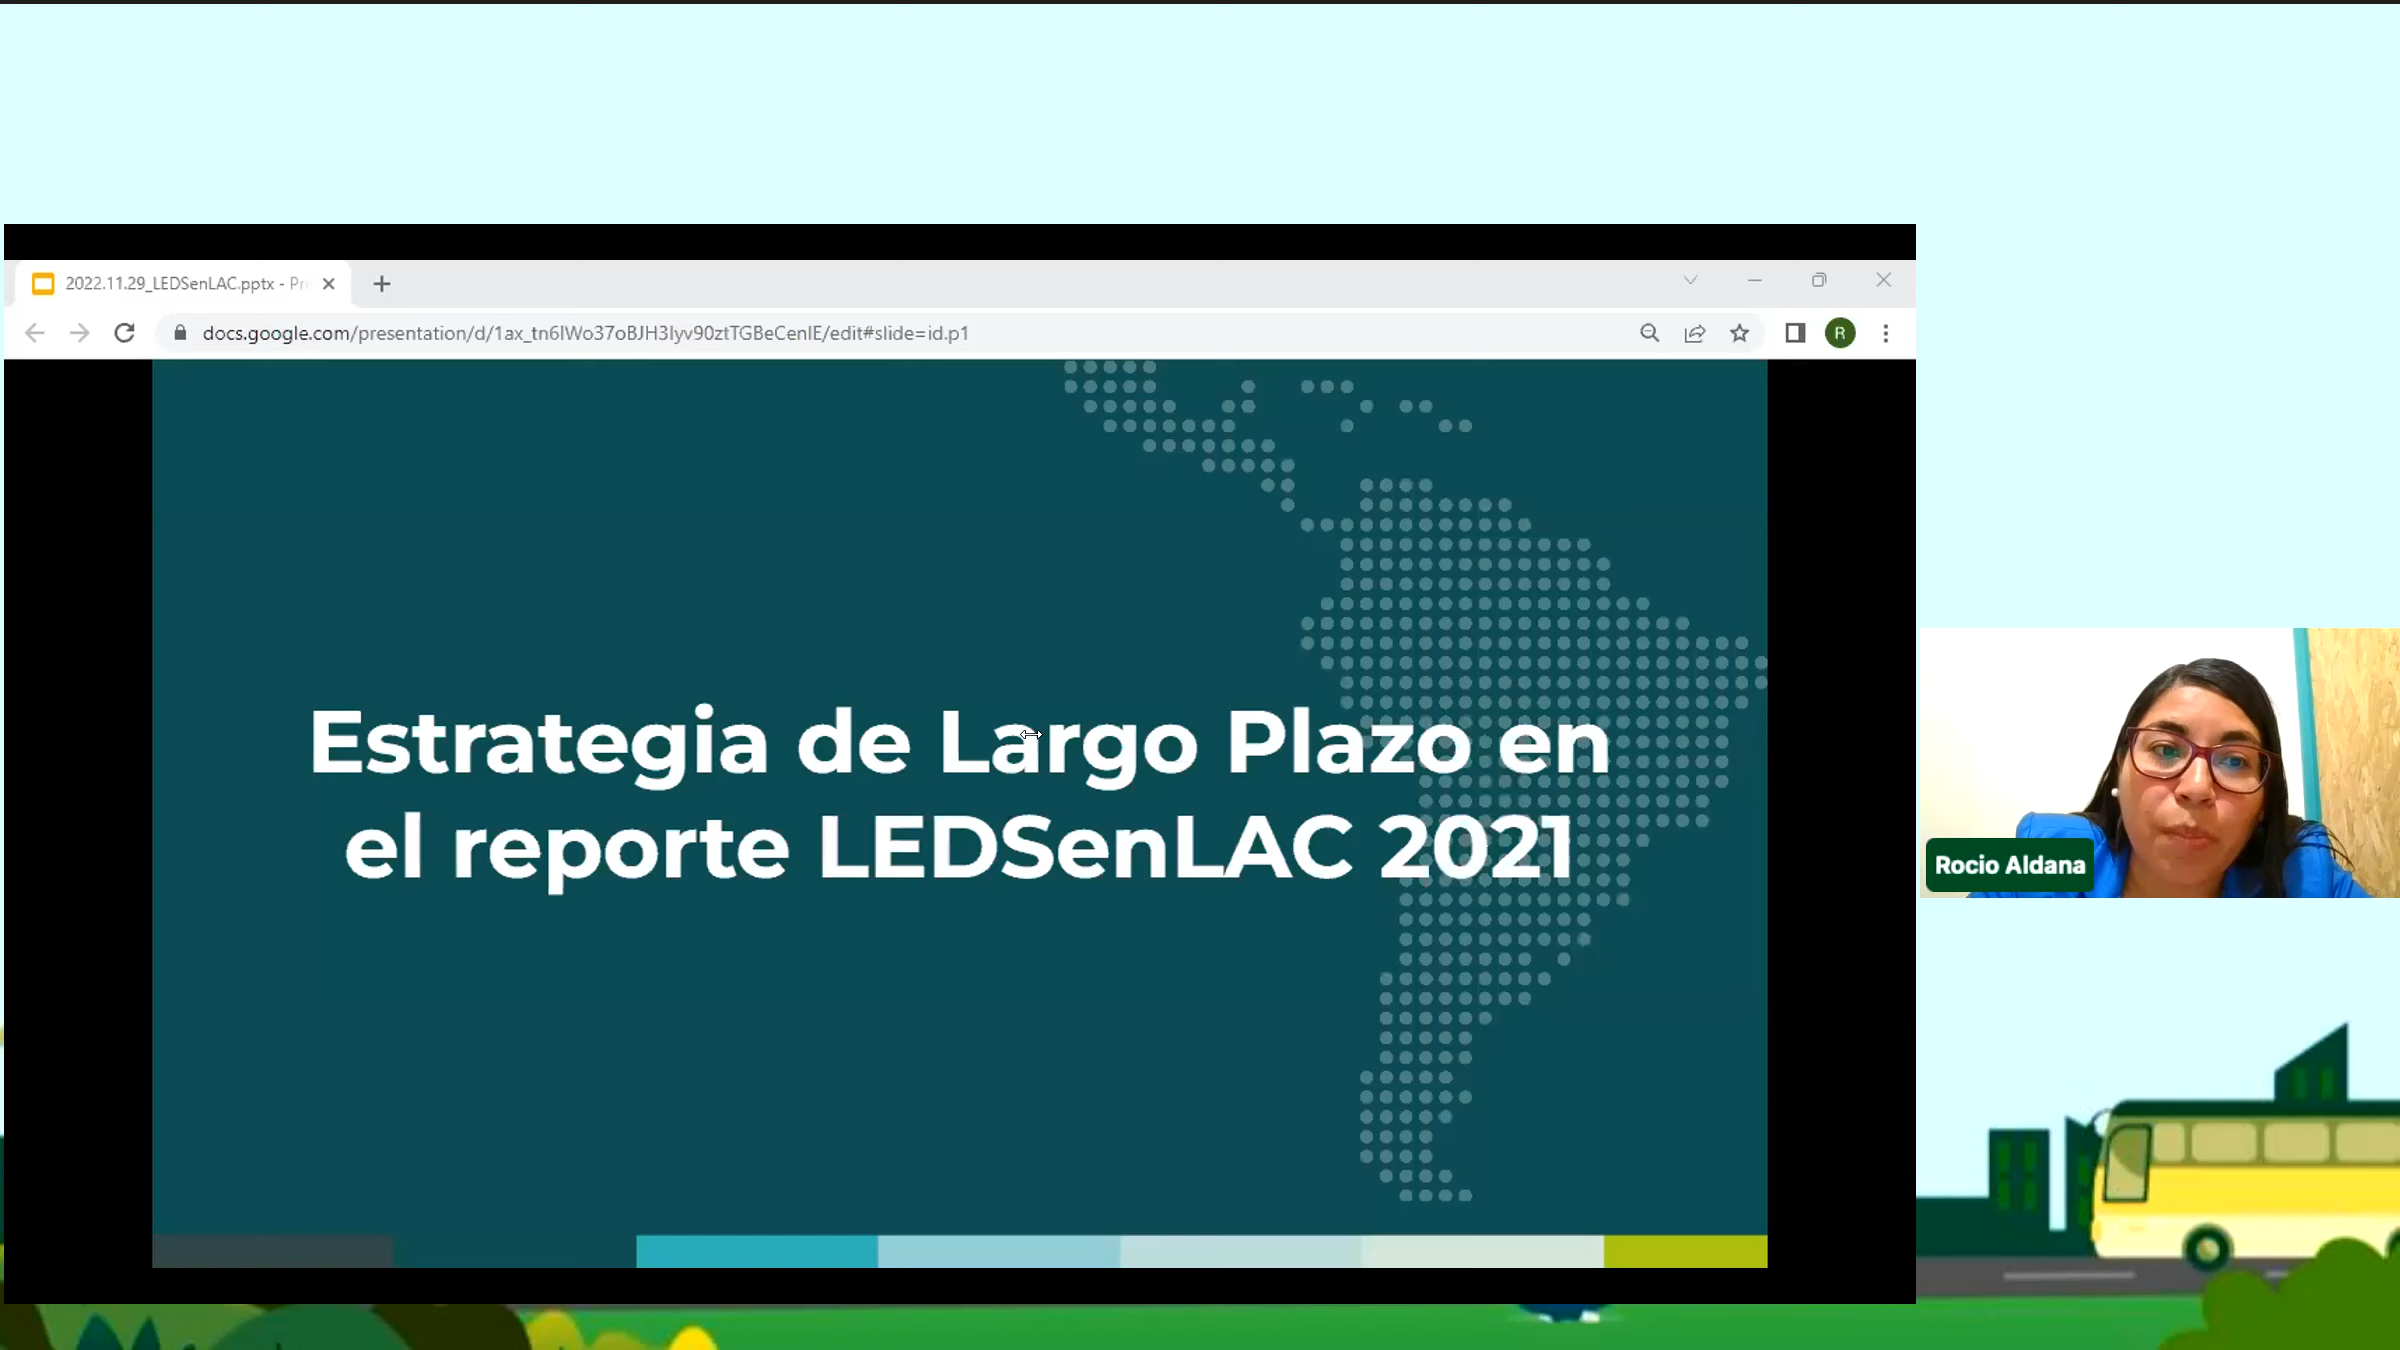 2022.11.29_LEDSenLAC.pptx - Pr
docs.google.com/presentation/d/1ax_tn6lWo37oBJH3lyv90ztTGBeCenlE/edit#slide=id.p1
R
Estrategia de Largo Plazo en
el reporte LEDSenLAC 2021
Rocio Aldana